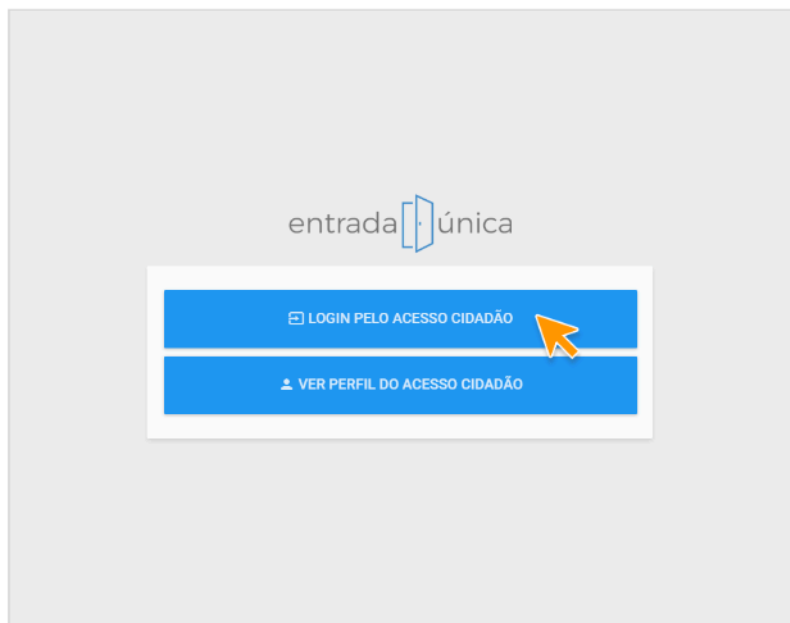 entrada única
LOGIN PELO ACESSO CIDADÃO
VER PERFIL DO ACESSO CIDADÃO